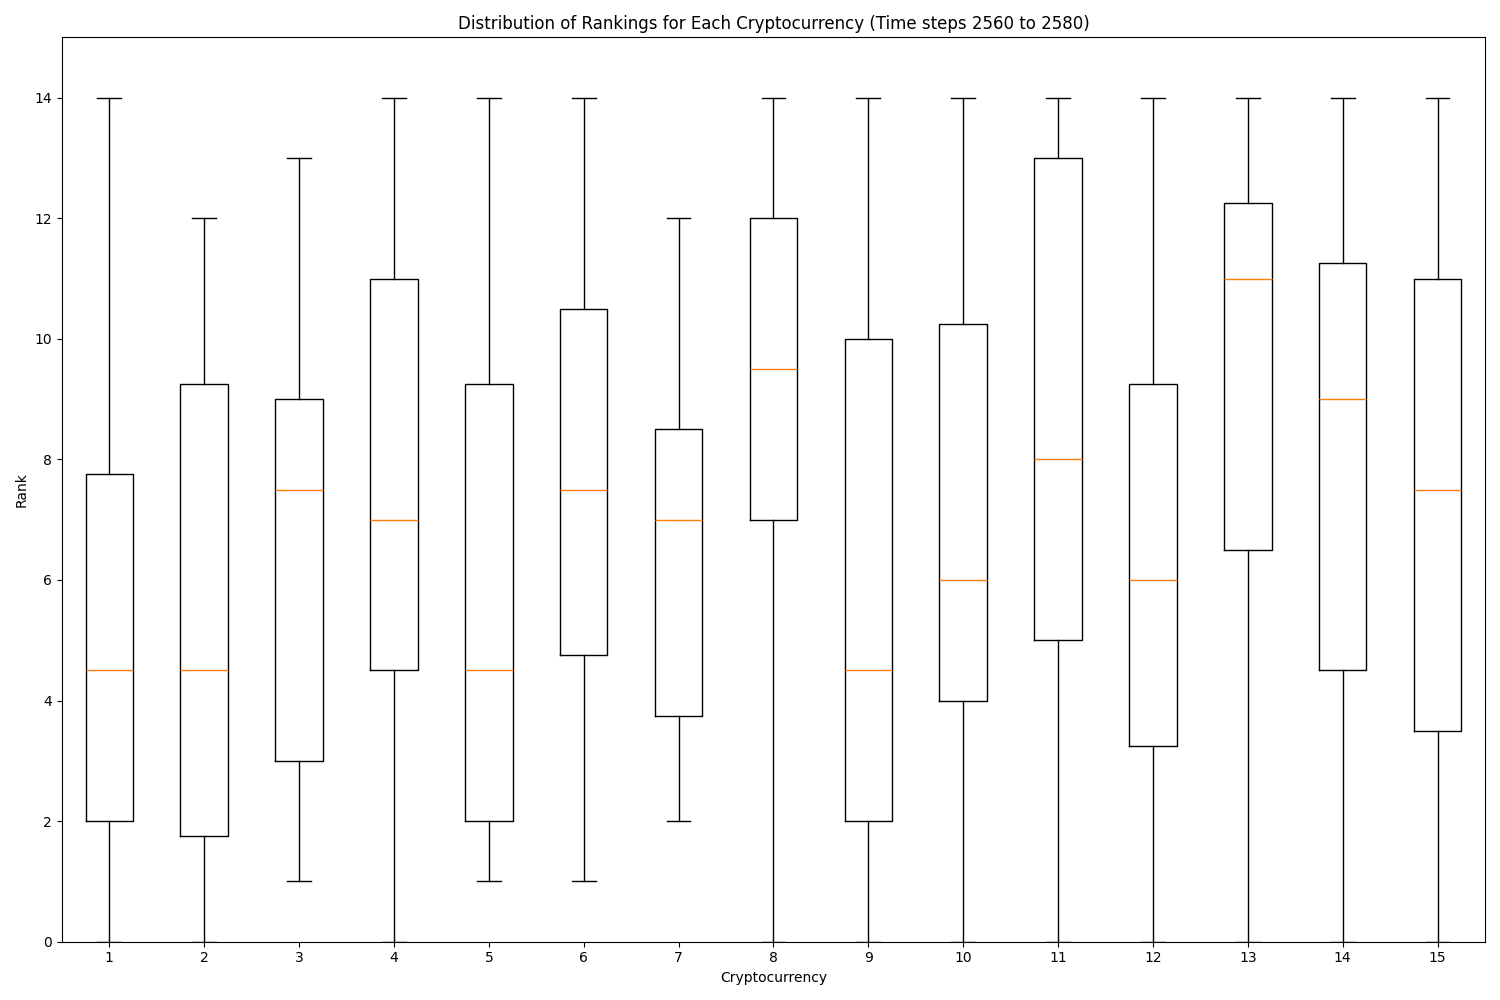 Distribution of Rankings for Each Cryptocurrency (Time steps 2560 to 2580)
14
12
10
8
6
4
2
0
Rank
1 2 3 4 5 6 7 8 9 10 11 12 13 14 15
Cryptocurrency